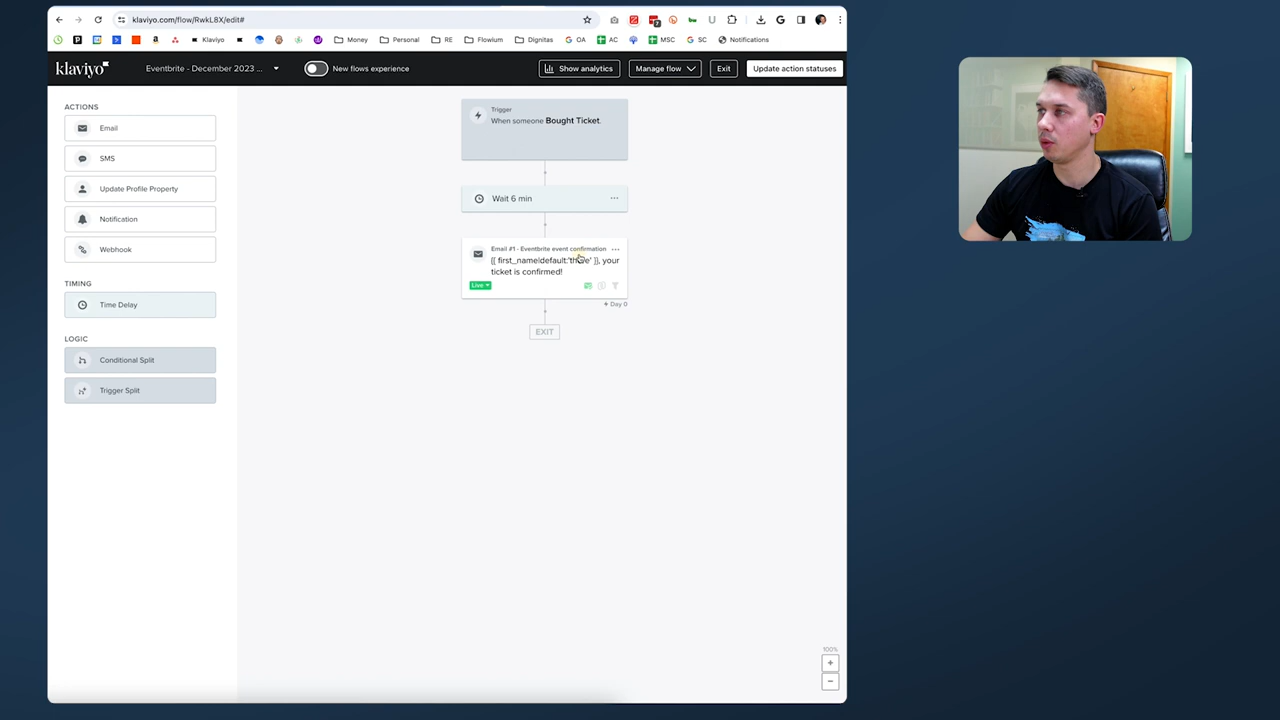 klaviyo.com/flow/RwkL8X/edit#
7
Klaviyo
Money
Personal
RE
Flowium
Dignitas
OA
AC
MSC
SC
Notifications
klaviyo
Eventbrite - December 2023 ...
New flows experience
Show analytics
Manage flow
Exit
Update action statuses
ACTIONS
Email
SMS
Update Profile Property
Notification
Webhook
TIMING
Time Delay
LOGIC
Conditional Split
Trigger Split
Trigger
When someone Bought Ticket.
Wait 6 min
Email #1 - Eventbrite event confirmation
{{ first_name|default:'there' }}, your
ticket is confirmed!
Live
Day 0
EXIT
100%